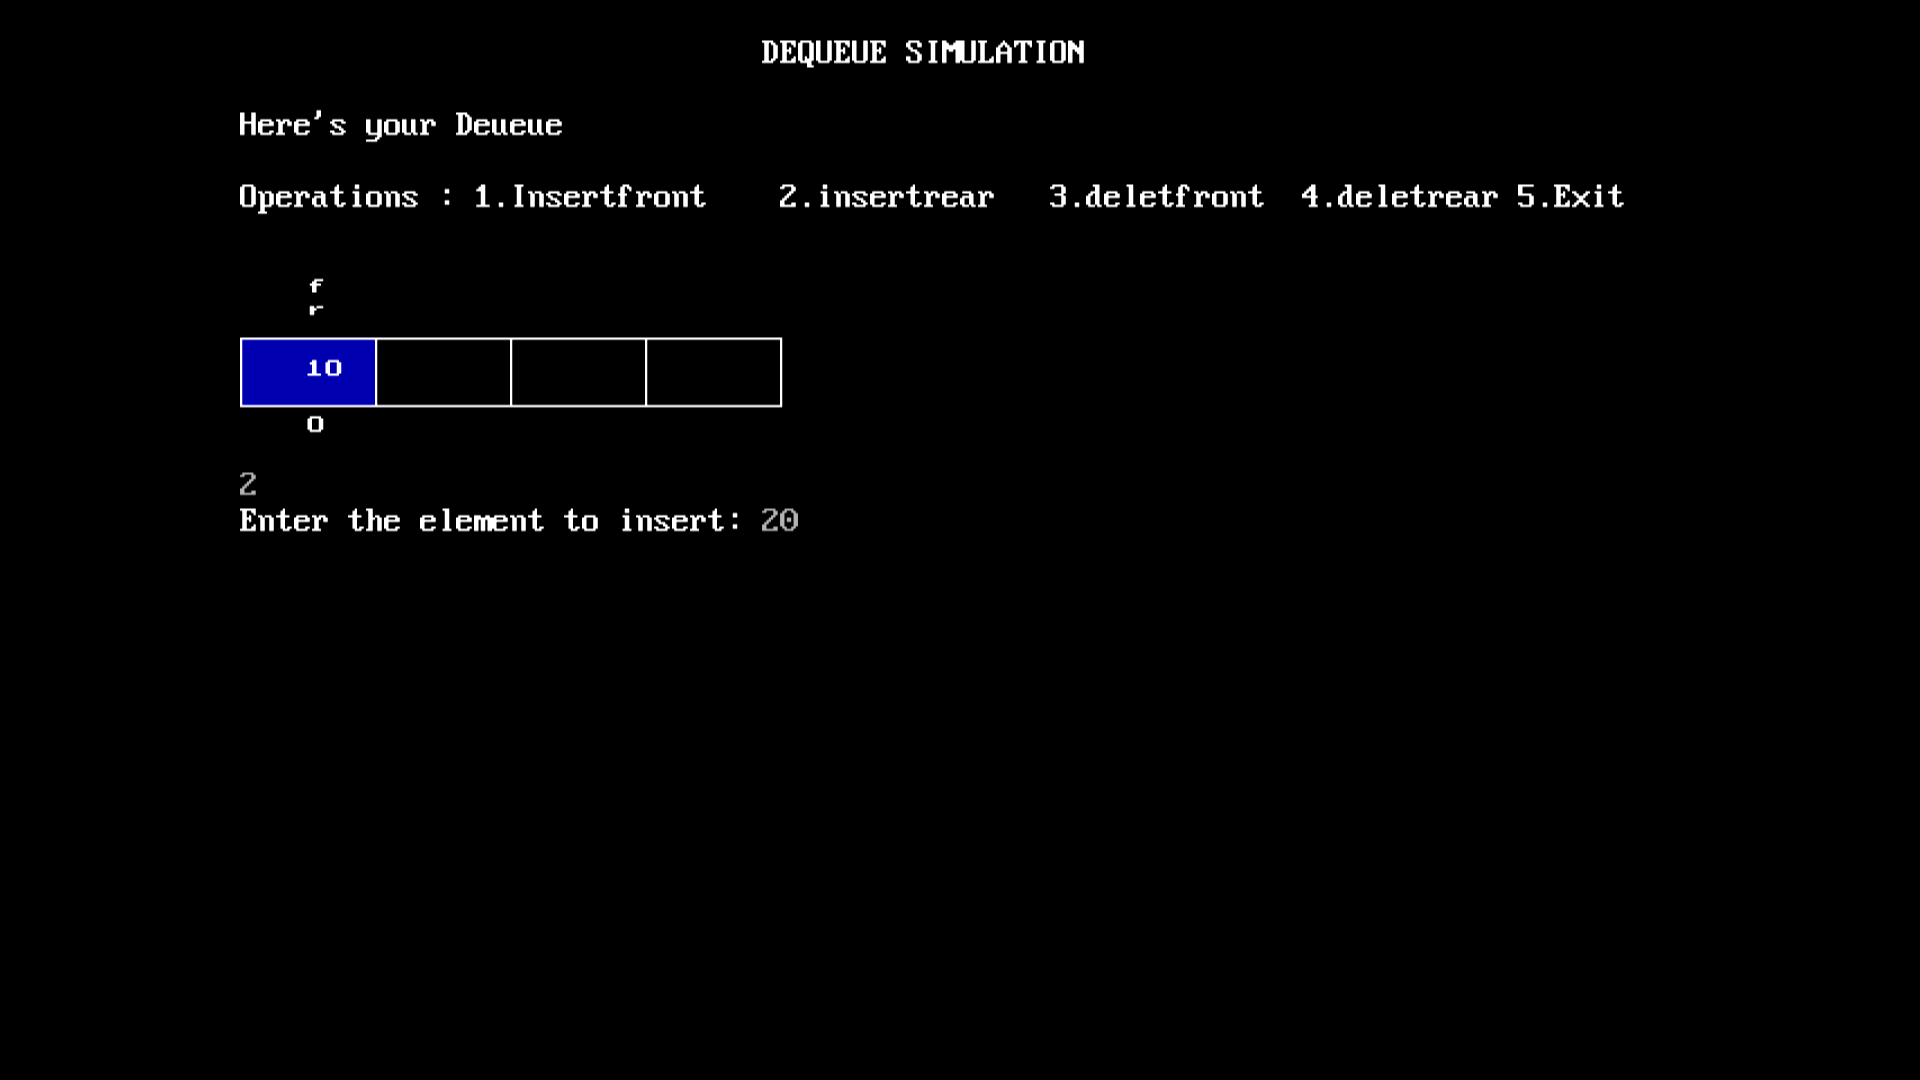 DEQUEUE SIMULATION
Here's your Deueue
Operations : 1.Insertfront 2.insertrear 3.deletfront 4.deletrear 5.Exit
f
r
10
0
2
Enter the element to insert: 20